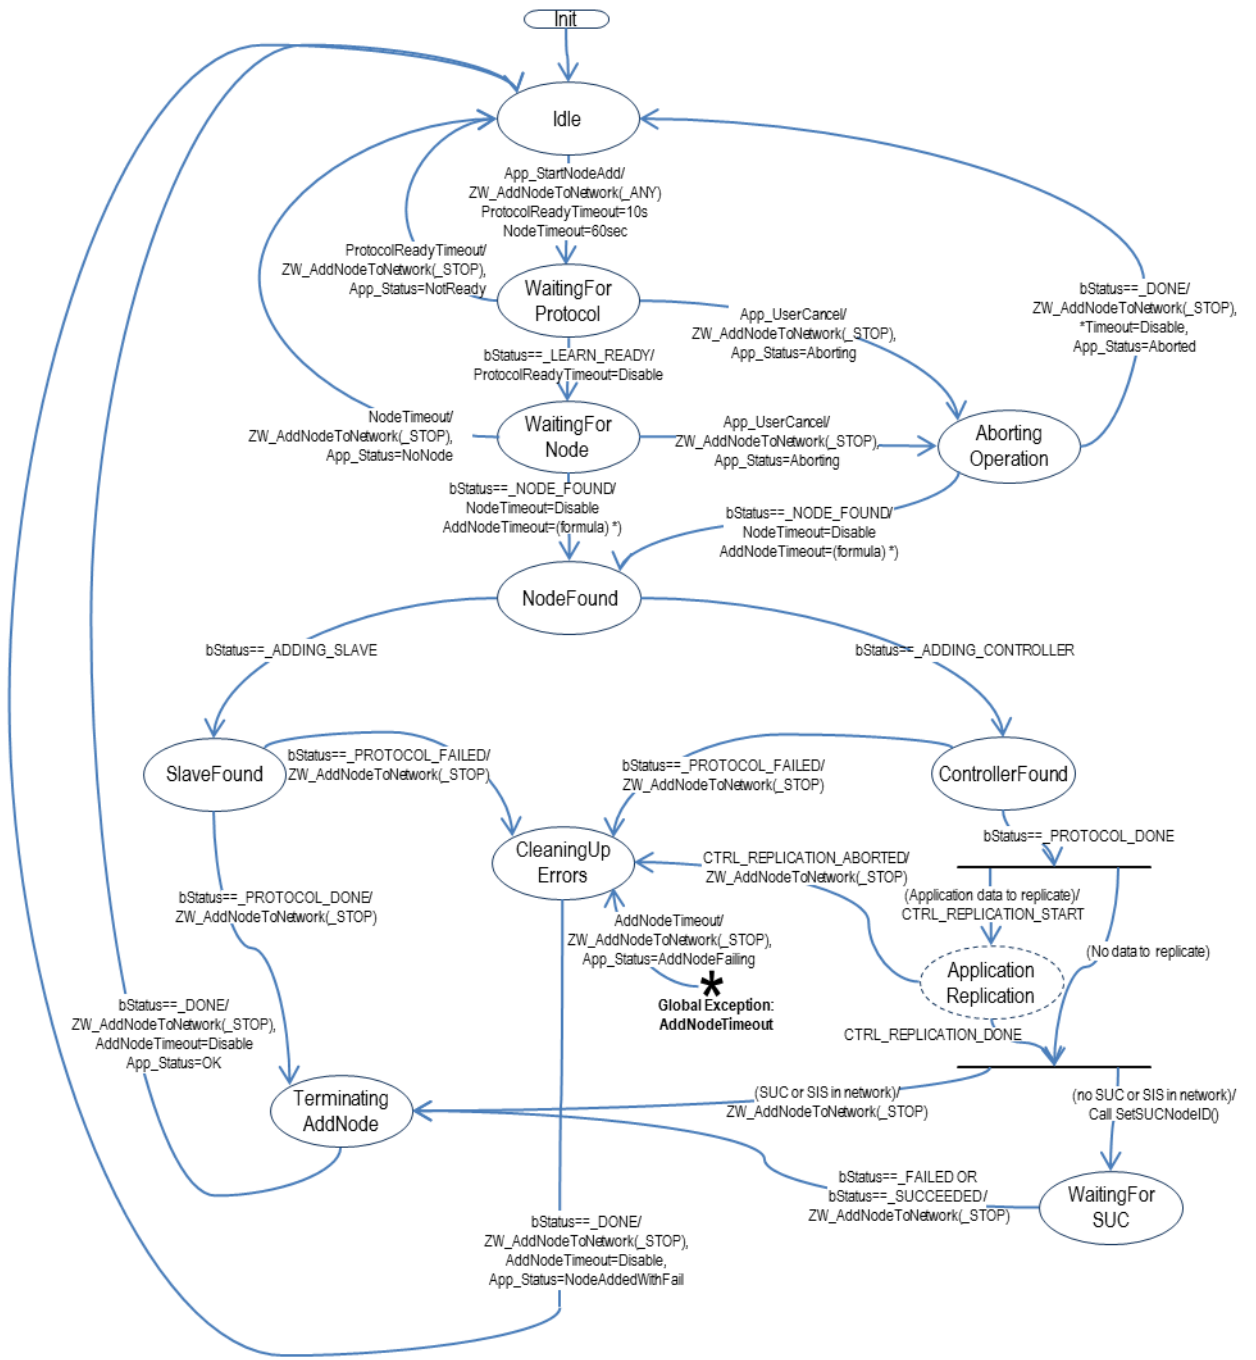 Init
Idle
App_StartNodeAdd/
ZW_AddNodeToNetwork(_ANY)
ProtocolReadyTimeout=10s
NodeTimeout=60sec
ProtocolReadyTimeout/
ZW_AddNodeToNetwork(_STOP),
App_Status=NotReady
WaitingFor
Protocol
App_UserCancel/
ZW_AddNodeToNetwork(_STOP),
App_Status=Aborting
bStatus==_DONE/
ZW_AddNodeToNetwork(_STOP),
*Timeout=Disable,
App_Status=Aborted
bStatus==_LEARN_READY/
ProtocolReadyTimeout=Disable
NodeTimeout/
ZW_AddNodeToNetwork(_STOP),
App_Status=NoNode
WaitingFor
Node
App_UserCancel/
ZW_AddNodeToNetwork(_STOP),
App_Status=Aborting
Aborting
Operation
bStatus==_NODE_FOUND/
NodeTimeout=Disable
AddNodeTimeout=(formula) *)
bStatus==_NODE_FOUND/
NodeTimeout=Disable
AddNodeTimeout=(formula) *)
NodeFound
bStatus==_ADDING_SLAVE
bStatus==_ADDING_CONTROLLER
SlaveFound
bStatus==_PROTOCOL_FAILED/
ZW_AddNodeToNetwork(_STOP)
bStatus==_PROTOCOL_FAILED/
ZW_AddNodeToNetwork(_STOP)
ControllerFound
bStatus==_PROTOCOL_DONE
CleaningUp
Errors
CTRL_REPLICATION_ABORTED/
ZW_AddNodeToNetwork(_STOP)
(Application data to replicate)/
CTRL_REPLICATION_START
bStatus==_PROTOCOL_DONE/
ZW_AddNodeToNetwork(_STOP)
AddNodeTimeout/
ZW_AddNodeToNetwork(_STOP),
App_Status=AddNodeFailing
*
Global Exception:
AddNodeTimeout
Application
Replication
(No data to replicate)
CTRL_REPLICATION_DONE
bStatus==_DONE/
ZW_AddNodeToNetwork(_STOP),
AddNodeTimeout=Disable
App_Status=OK
Terminating
AddNode
(SUC or SIS in network)/
ZW_AddNodeToNetwork(_STOP)
(no SUC or SIS in network)/
Call SetSUCNodeID()
bStatus==_FAILED OR
bStatus==_SUCCEEDED/
ZW_AddNodeToNetwork(_STOP)
WaitingFor
SUC
bStatus==_DONE/
ZW_AddNodeToNetwork(_STOP),
AddNodeTimeout=Disable,
App_Status=NodeAddedWithFail